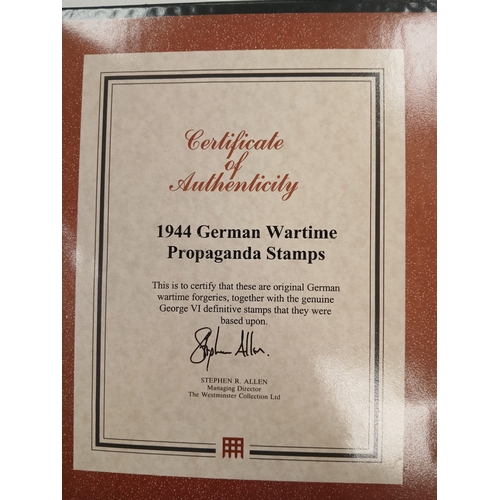 Certificate
of
Authenticity
1944 German Wartime
Propaganda Stamps
This is to certify that these are original German
wartime forgeries, together with the genuine
George VI definitive stamps that they were
based upon.
Stephen Allen.
STEPHEN R. ALLEN
Managing Director
The Westminster Collection Ltd